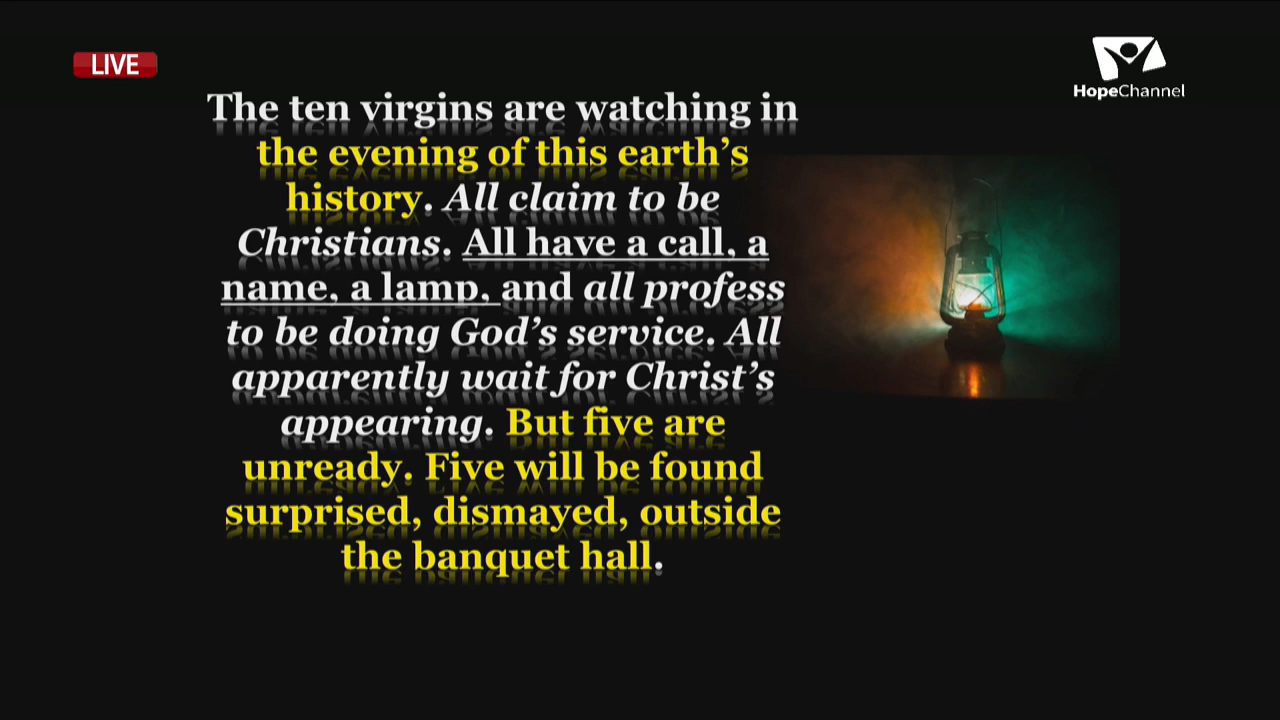 LIVE
HopeChannel
The ten virgins are watching in
the evening of this earth’s
history. All claim to be
Christians. All have a call, a
name, a lamp, and all profess
to be doing God’s service. All
apparently wait for Christ’s
appearing. But five are
unready. Five will be found
surprised, dismayed, outside
the banquet hall.